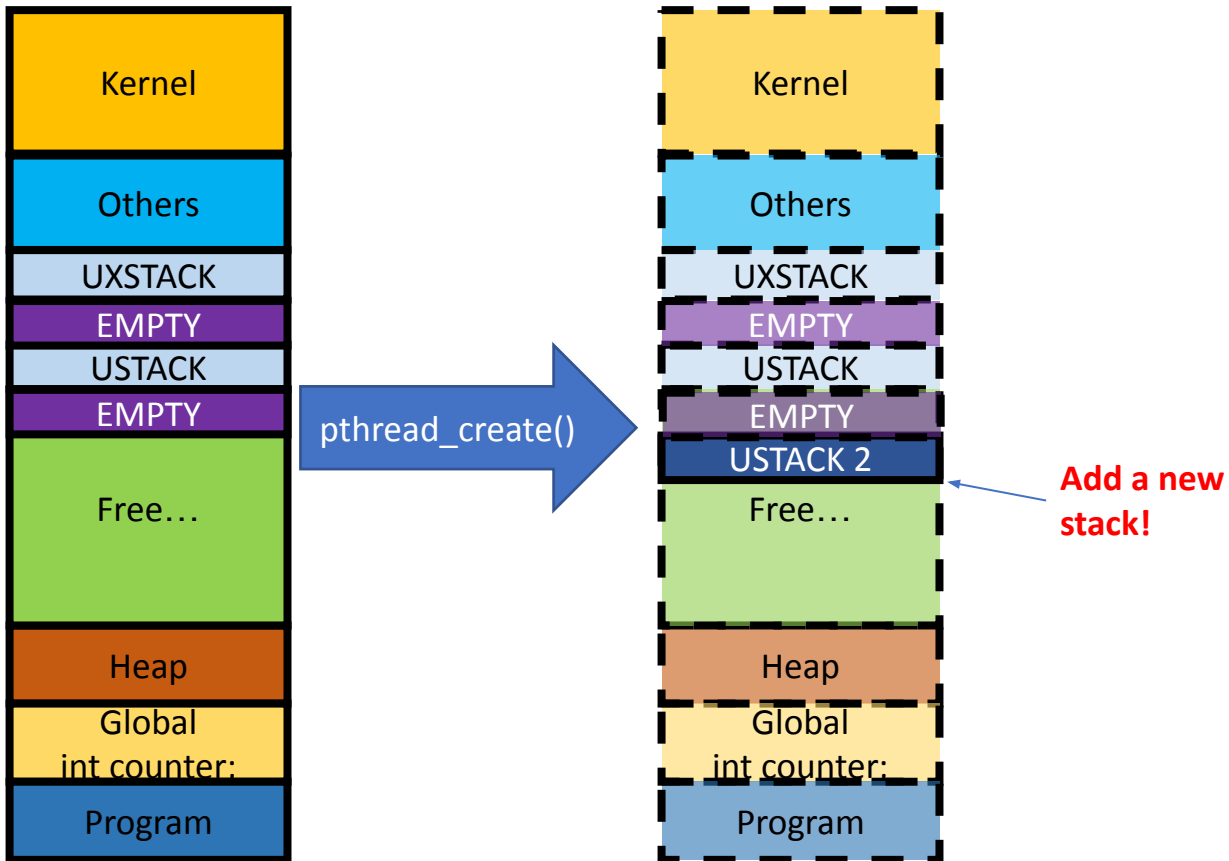 Kernel
Others
UXSTACK
EMPTY
USTACK
EMPTY
Free...
Heap
Global
int counter:
Program
pthread_create()
Kernel
Others
UXSTACK
EMPTY
USTACK
EMPTY
USTACK 2
Free...
Heap
Global
int counter:
Program
Add a new
stack!